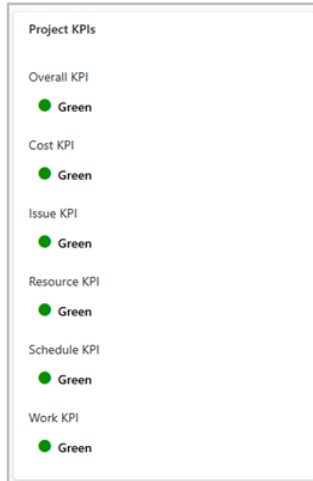 Project KPIs
Overall KPI
Green
Cost KPI
Green
Issue KPI
Green
Resource KPI
Green
Schedule KPI
Green
Work KPI
Green